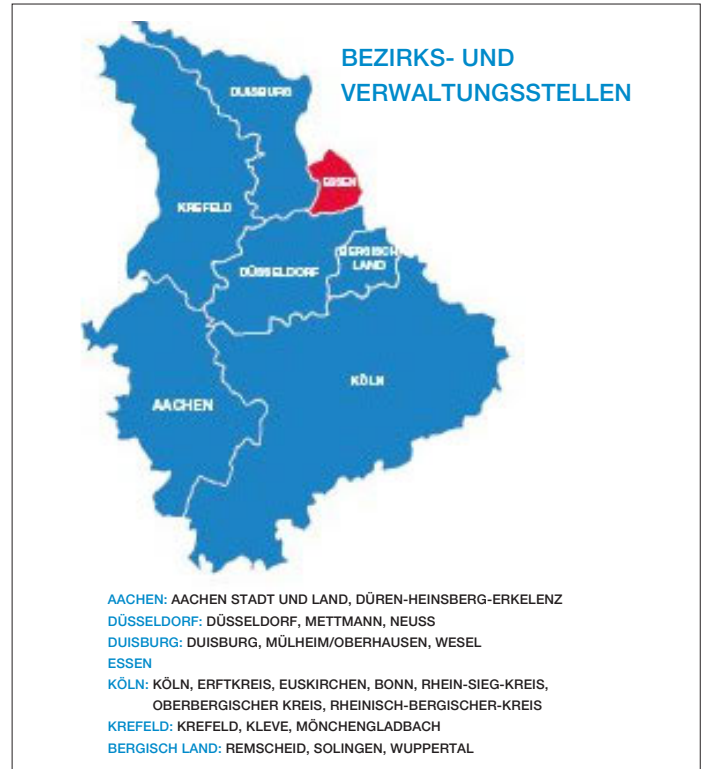 BEZIRKS- UND
VERWALTUNGSSTELLEN
DUISBURG
ESSEN
KREFELD
BERGISCH
LAND
DÜSSELDORF
KÖLN
AACHEN
AACHEN: AACHEN STADT UND LAND, DÜREN-HEINSBERG-ERKELENZ
DÜSSELDORF: DÜSSELDORF, METTMANN, NEUSS
DUISBURG: DUISBURG, MÜLHEIM/OBERHAUSEN, WESEL
ESSEN
KÖLN: KÖLN, ERFTKREIS, EUSKIRCHEN, BONN, RHEIN-SIEG-KREIS,
OBERBERGISCHER KREIS, RHEINISCH-BERGISCHER-KREIS
KREFELD: KREFELD, KLEVE, MÖNCHENGLADBACH
BERGISCH LAND: REMSCHEID, SOLINGEN, WUPPERTAL